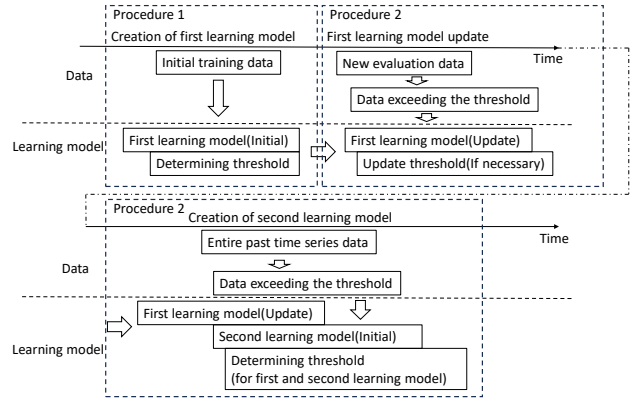 Procedure 1
Procedure 2
Creation of first learning model
First learning model update
Time
Data
Initial training data
New evaluation data
Data exceeding the threshold
Learning model
First learning model(Initial)
Determining threshold
First learning model(Update)
Update threshold(If necessary)
Procedure 2
Creation of second learning model
Time
Data
Entire past time series data
Data exceeding the threshold
Learning model
First learning model(Update)
Second learning model(Initial)
Determining threshold
(for first and second learning model)